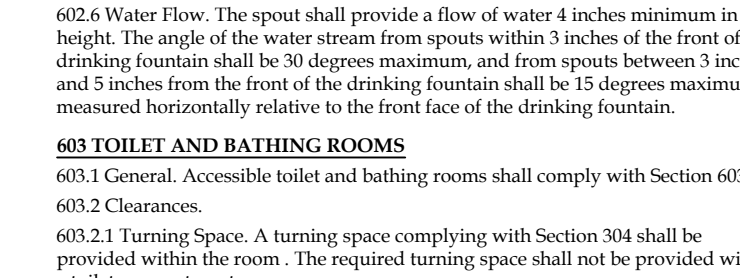 602.6 Water Flow. The spout shall provide a flow of water 4 inches minimum in
height. The angle of the water stream from spouts within 3 inches of the front of
drinking fountain shall be 30 degrees maximum, and from spouts between 3 inc
and 5 inches from the front of the drinking fountain shall be 15 degrees maximu
measured horizontally relative to the front face of the drinking fountain.
603 TOILET AND BATHING ROOMS
603.1 General. Accessible toilet and bathing rooms shall comply with Section 603
603.2 Clearances.
603.2.1 Turning Space. A turning space complying with Section 304 shall be
provided within the room . The required turning space shall not be provided wi